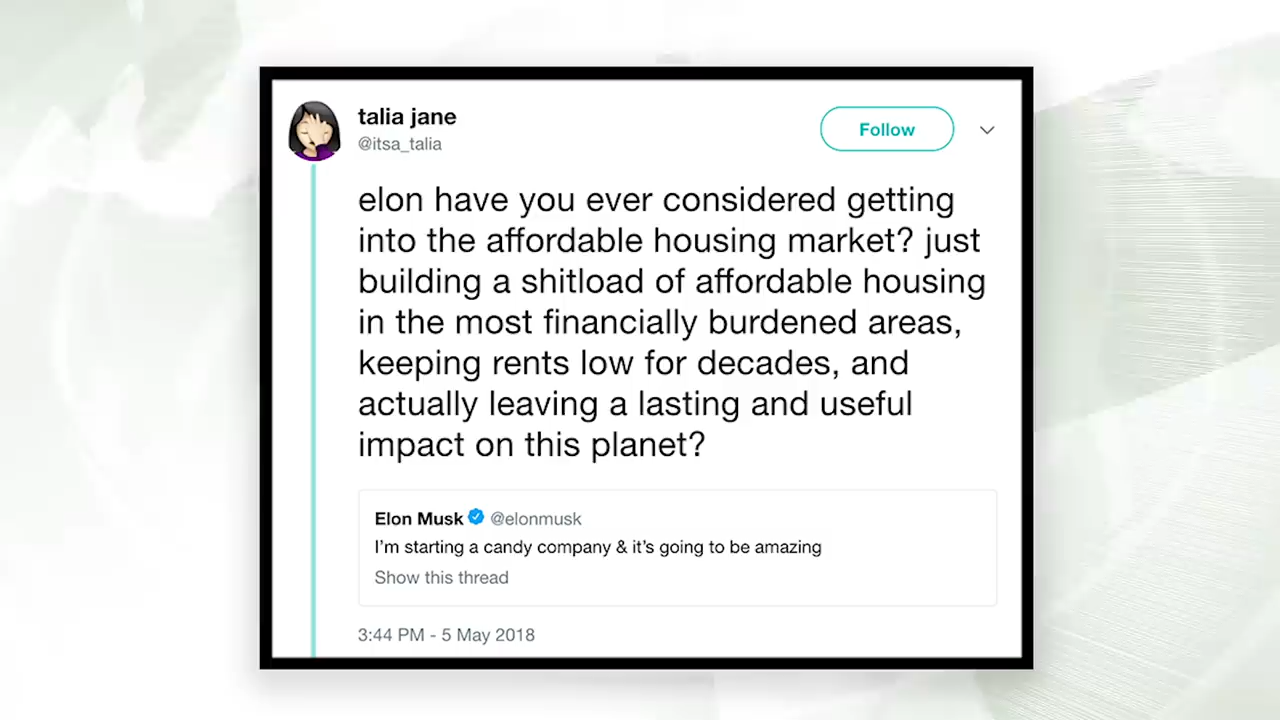 talia jane
@itsa_talia
Follow
elon have you ever considered getting
into the affordable housing market? just
building a shitload of affordable housing
in the most financially burdened areas,
keeping rents low for decades, and
actually leaving a lasting and useful
impact on this planet?
Elon Musk @elonmusk
I'm starting a candy company & it's going to be amazing
Show this thread
3:44 PM - 5 May 2018